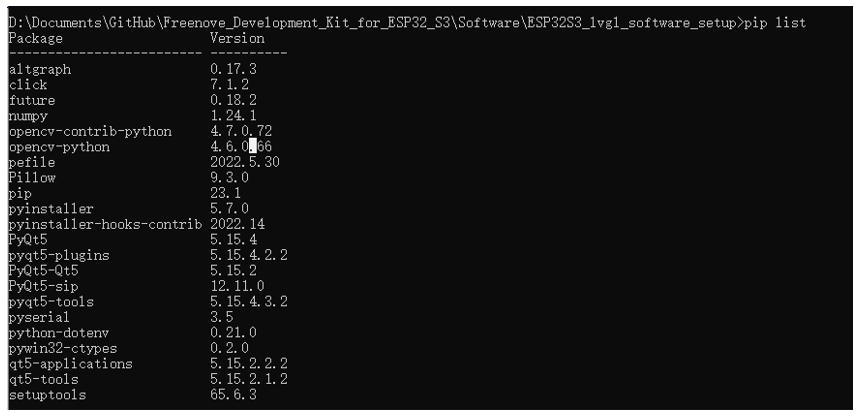 D:\Documents\GitHub\Freenove_Development_Kit_for_ESP32_S3\Software\ESP32S3_lvgl_software_setup>pip list
Package                   Version
------------------------- ----------
altgraph                  0.17.3
click                     7.1.2
future                    0.18.2
numpy                     1.24.1
opencv-contrib-python     4.7.0.72
opencv-python             4.6.0.66
pefile                    2022.5.30
Pillow                    9.3.0
pip                       23.1
pyinstaller               5.7.0
pyinstaller-hooks-contrib 2022.14
PyQt5                     5.15.4
pyqt5-plugins             5.15.4.2.2
PyQt5-Qt5                 5.15.2
PyQt5-sip                 12.11.0
pyqt5-tools               5.15.4.3.2
pyserial                  3.5
python-dotenv             0.21.0
pywin32-ctypes            0.2.0
qt5-applications          5.15.2.2.2
qt5-tools                 5.15.2.1.2
setuptools                65.6.3